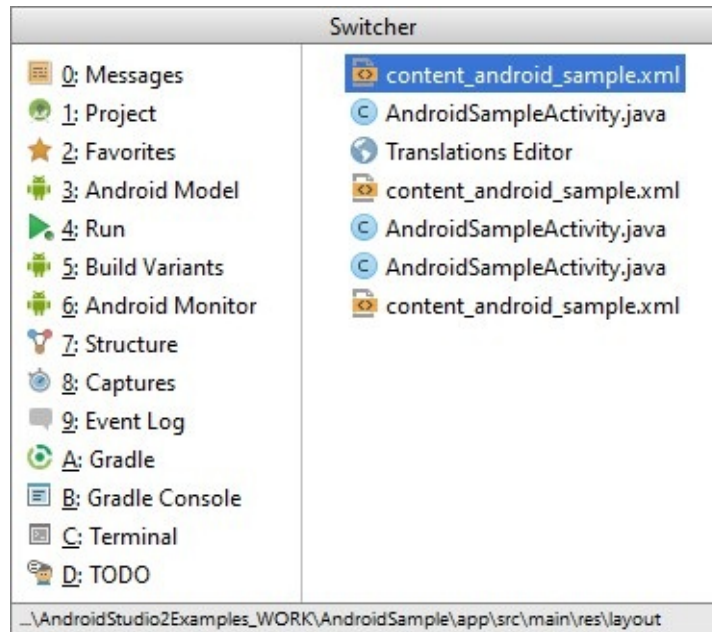 Switcher
0: Messages
1: Project
2: Favorites
3: Android Model
4: Run
5: Build Variants
6: Android Monitor
7: Structure
8: Captures
9: Event Log
A: Gradle
B: Gradle Console
C: Terminal
D: TODO
content_android_sample.xml
AndroidSampleActivity.java
Translations Editor
content_android_sample.xml
AndroidSampleActivity.java
AndroidSampleActivity.java
content_android_sample.xml
...\AndroidStudio2Examples_WORK\AndroidSample\app\src\main\res\layout